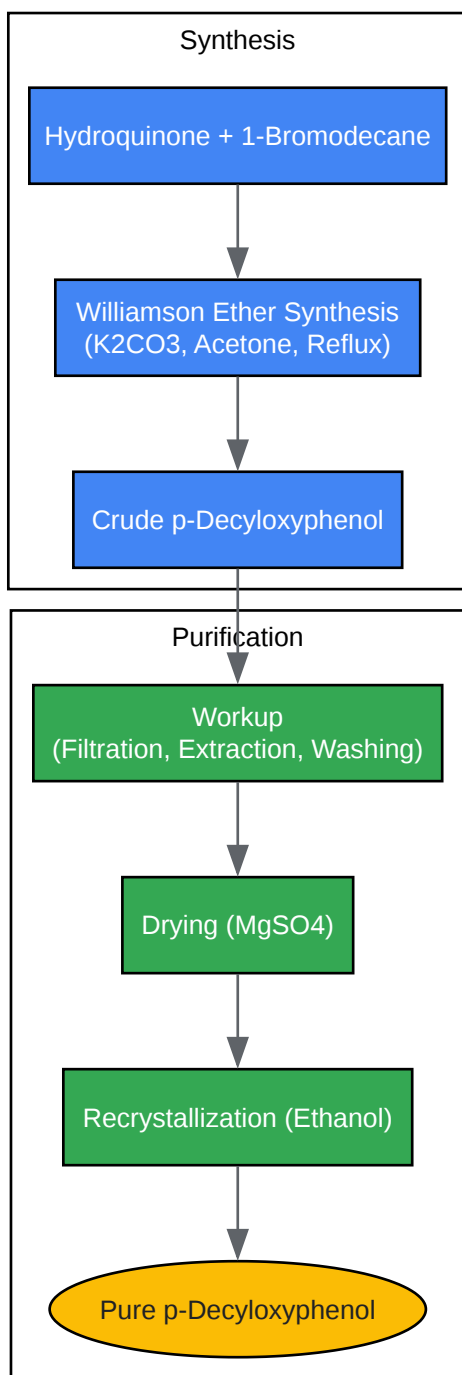 Synthesis
Hydroquinone + 1-Bromodecane
Williamson Ether Synthesis
(K2CO3, Acetone, Reflux)
Crude p-Decyloxyphenol
Purification
Workup
(Filtration, Extraction, Washing)
Drying (MgSO4)
Recrystallization (Ethanol)
Pure p-Decyloxyphenol